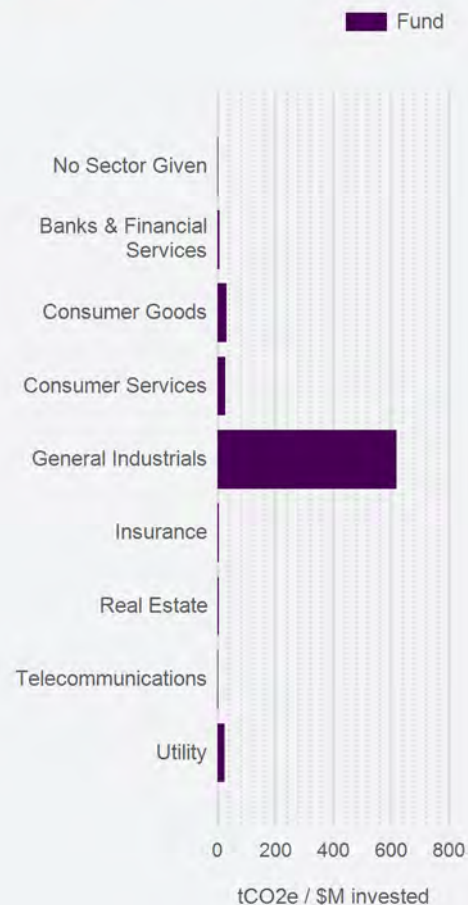 Fund
No Sector Given
Banks & Financial
Services
Consumer Goods
Consumer Services
General Industrials
Insurance
Real Estate
Telecommunications
Utility
0 200 400 600 800
tCO2e / $M invested